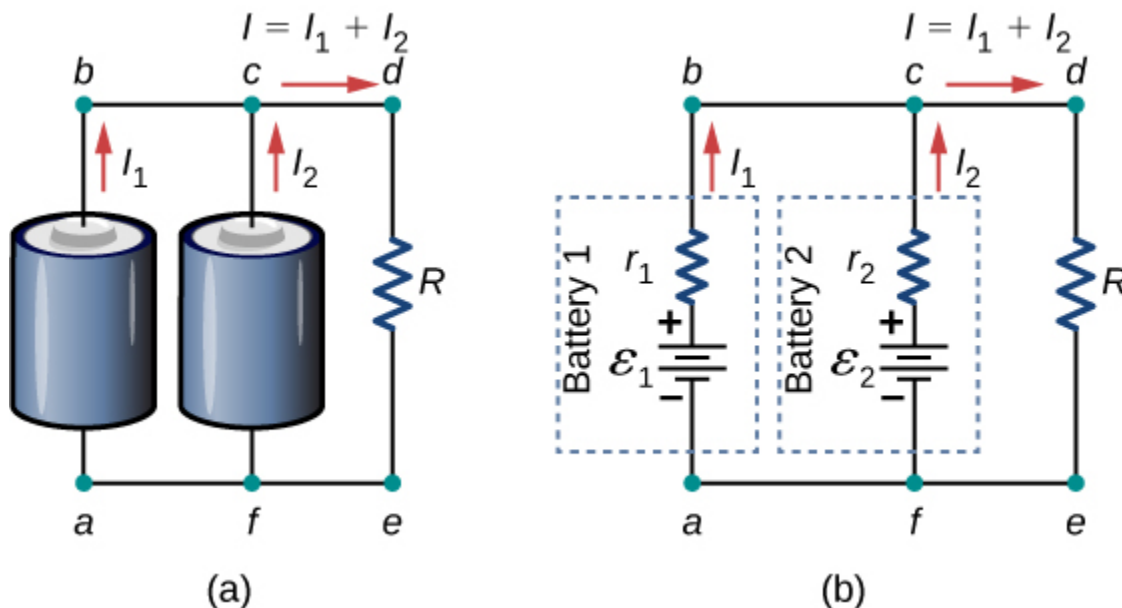 I = I₁ + I₂
b c d
I₁ I₂
R
a f e
(a)
I = I₁ + I₂
b c d
I₁ I₂
Battery 1 r₁ + ε₁ −
Battery 2 r₂ + ε₂ −
R
a f e
(b)